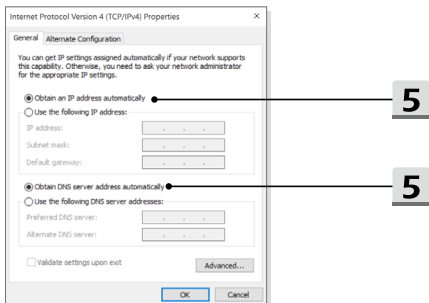 Internet Protocol Version 4 (TCP/IPv4) Properties
General Alternate Configuration
You can get IP settings assigned automatically if your network supports
this capability. Otherwise, you need to ask your network administrator
for the appropriate IP settings.
Obtain an IP address automatically
5
Use the following IP address:
IP address:
Subnet mask:
Default gateway:
Obtain DNS server address automatically
5
Use the following DNS server addresses:
Preferred DNS server:
Alternate DNS server:
Validate settings upon exit
Advanced...
OK Cancel